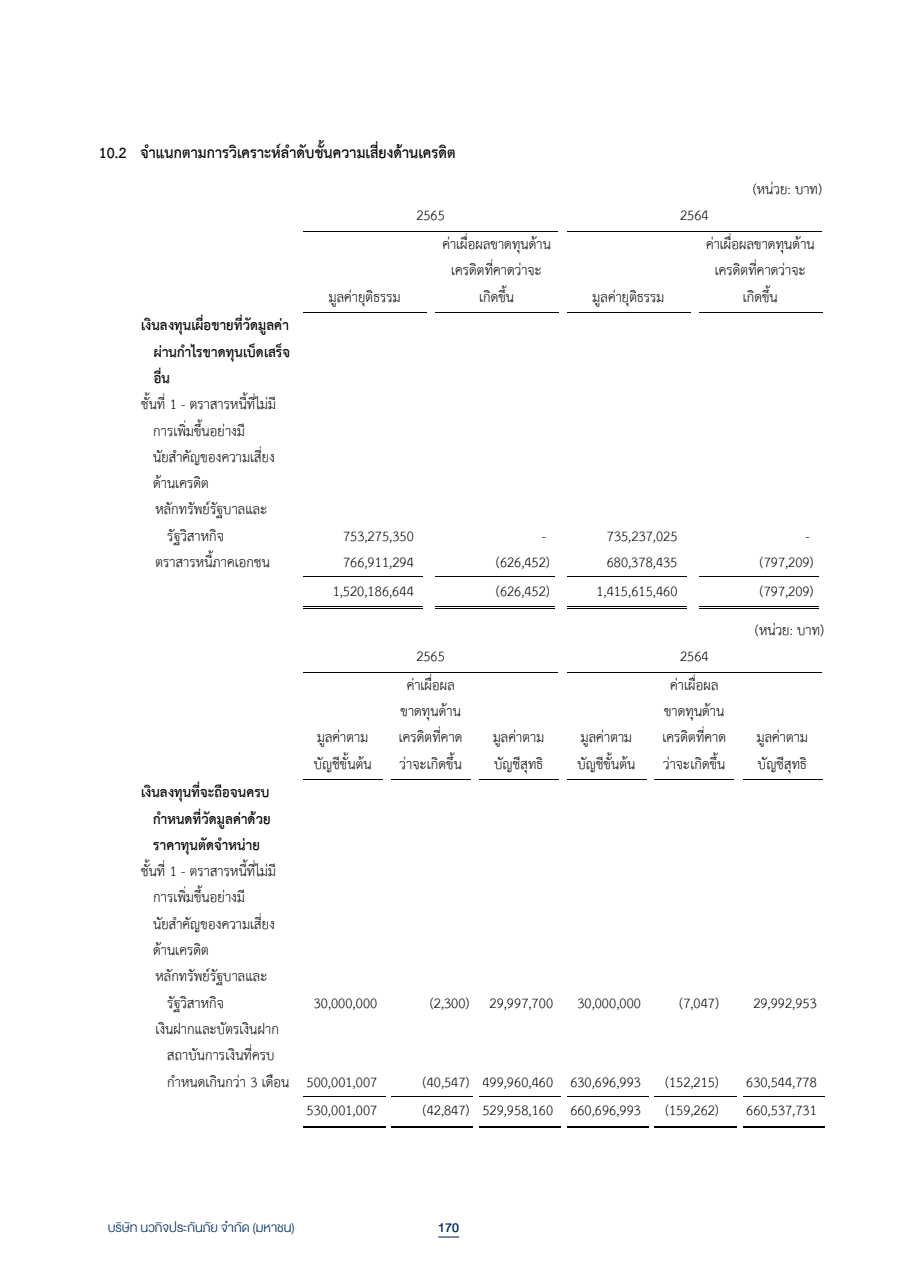 10.2 จำแนกตามการวิเคราะห์ลำดับชั้นความเสี่ยงด้านเครดิต
(หน่วย: บาท)
2565 2564
ค่าเผื่อผลขาดทุนด้าน ค่าเผื่อผลขาดทุนด้าน
เครดิตที่คาดว่าจะ เครดิตที่คาดว่าจะ
มูลค่ายุติธรรม เกิดขึ้น มูลค่ายุติธรรม เกิดขึ้น
เงินลงทุนเผื่อขายที่วัดมูลค่า
ผ่านกำไรขาดทุนเบ็ดเสร็จ
อื่น
ชั้นที่ 1 - ตราสารหนี้ที่ไม่มี
การเพิ่มขึ้นอย่างมี
นัยสำคัญของความเสี่ยง
ด้านเครดิต
หลักทรัพย์รัฐบาลและ
รัฐวิสาหกิจ 753,275,350 - 735,237,025 -
ตราสารหนี้ภาคเอกชน 766,911,294 (626,452) 680,378,435 (797,209)
1,520,186,644 (626,452) 1,415,615,460 (797,209)
(หน่วย: บาท)
2565 2564
ค่าเผื่อผล ค่าเผื่อผล
ขาดทุนด้าน ขาดทุนด้าน
มูลค่าตาม เครดิตที่คาด มูลค่าตาม มูลค่าตาม เครดิตที่คาด มูลค่าตาม
บัญชีขั้นต้น ว่าจะเกิดขึ้น บัญชีสุทธิ บัญชีขั้นต้น ว่าจะเกิดขึ้น บัญชีสุทธิ
เงินลงทุนที่จะถือจนครบ
กำหนดที่วัดมูลค่าด้วย
ราคาทุนตัดจำหน่าย
ชั้นที่ 1 - ตราสารหนี้ที่ไม่มี
การเพิ่มขึ้นอย่างมี
นัยสำคัญของความเสี่ยง
ด้านเครดิต
หลักทรัพย์รัฐบาลและ
รัฐวิสาหกิจ 30,000,000 (2,300) 29,997,700 30,000,000 (7,047) 29,992,953
เงินฝากและบัตรเงินฝาก
สถาบันการเงินที่ครบ
กำหนดเกินกว่า 3 เดือน 500,001,007 (40,547) 499,960,460 630,696,993 (152,215) 630,544,778
530,001,007 (42,847) 529,958,160 660,696,993 (159,262) 660,537,731
บริษัท นวกิจประกันภัย จำกัด (มหาชน) 170